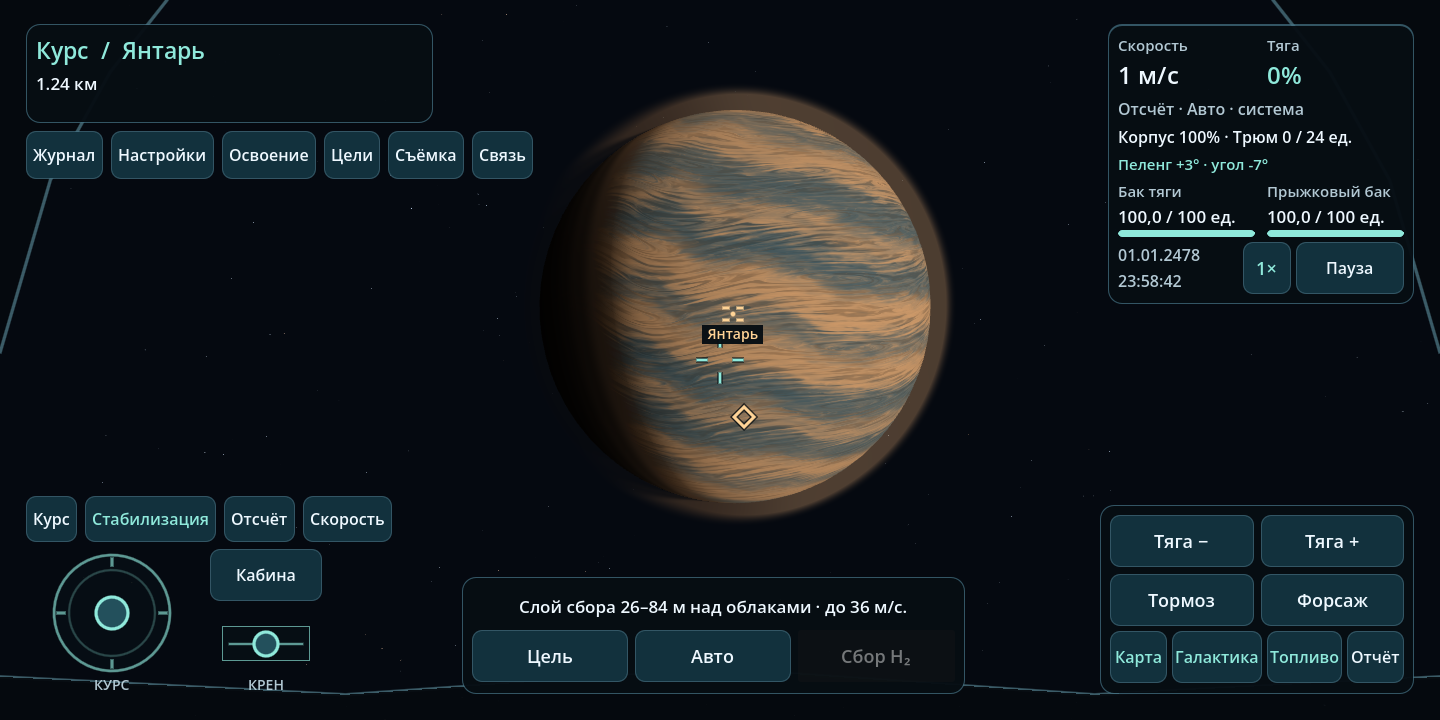 Курс / Янтарь
1.24 км
Журнал
Настройки
Освоение
Цели
Съёмка
Связь
Скорость
Тяга
1 м/с
0%
Отсчёт · Авто · система
Корпус 100% · Трюм 0 / 24 ед.
Пеленг +3° · угол -7°
Бак тяги
Прыжковый бак
100,0 / 100 ед.
100,0 / 100 ед.
01.01.2478
23:58:42
1×
Пауза
Янтарь
Курс
Стабилизация
Отсчёт
Скорость
Кабина
КУРС
КРЕН
Слой сбора 26–84 м над облаками · до 36 м/с.
Цель
Авто
Сбор H₂
Тяга −
Тяга +
Тормоз
Форсаж
Карта
Галактика
Топливо
Отчёт